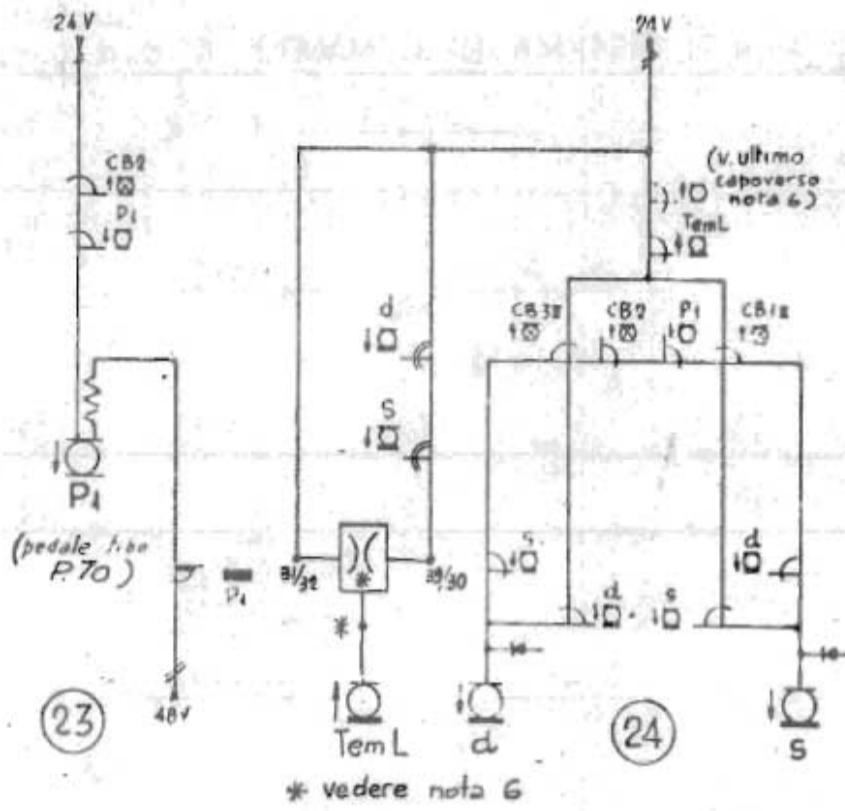 24V
24V
CB2
P1
(v. ultimo
capoverso
nota 6)
TemL
CB3II
CB2
P1
CB1II
d
S
P1
(pedale tipo
P.70)
P1
31/32
29/30
s
d
d
s
*
*
23
48V
TemL
d
24
S
* vedere nota 6